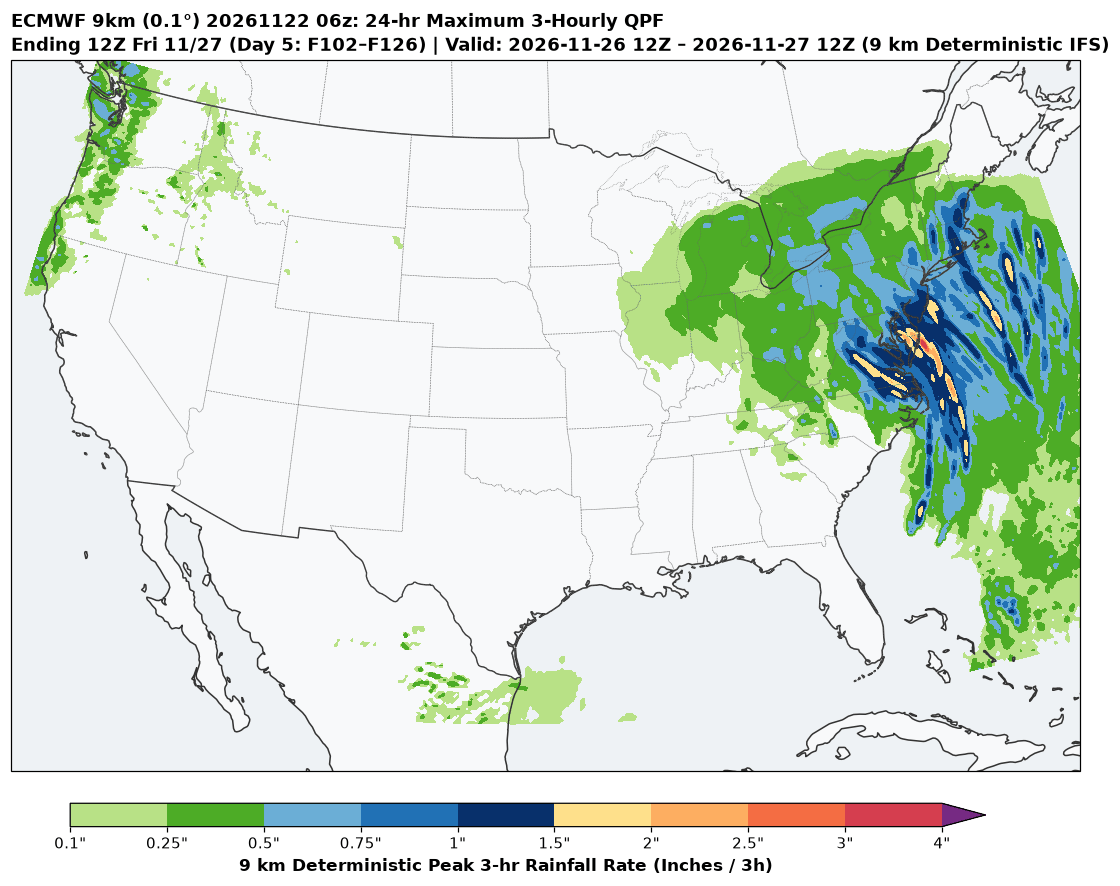 ECMWF 9km (0.1°) 20261122 06z: 24-hr Maximum 3-Hourly QPF
Ending 12Z Fri 11/27 (Day 5: F102–F126) | Valid: 2026-11-26 12Z – 2026-11-27 12Z (9 km Deterministic IFS)
0.1" 0.25" 0.5" 0.75" 1" 1.5" 2" 2.5" 3" 4"
9 km Deterministic Peak 3-hr Rainfall Rate (Inches / 3h)